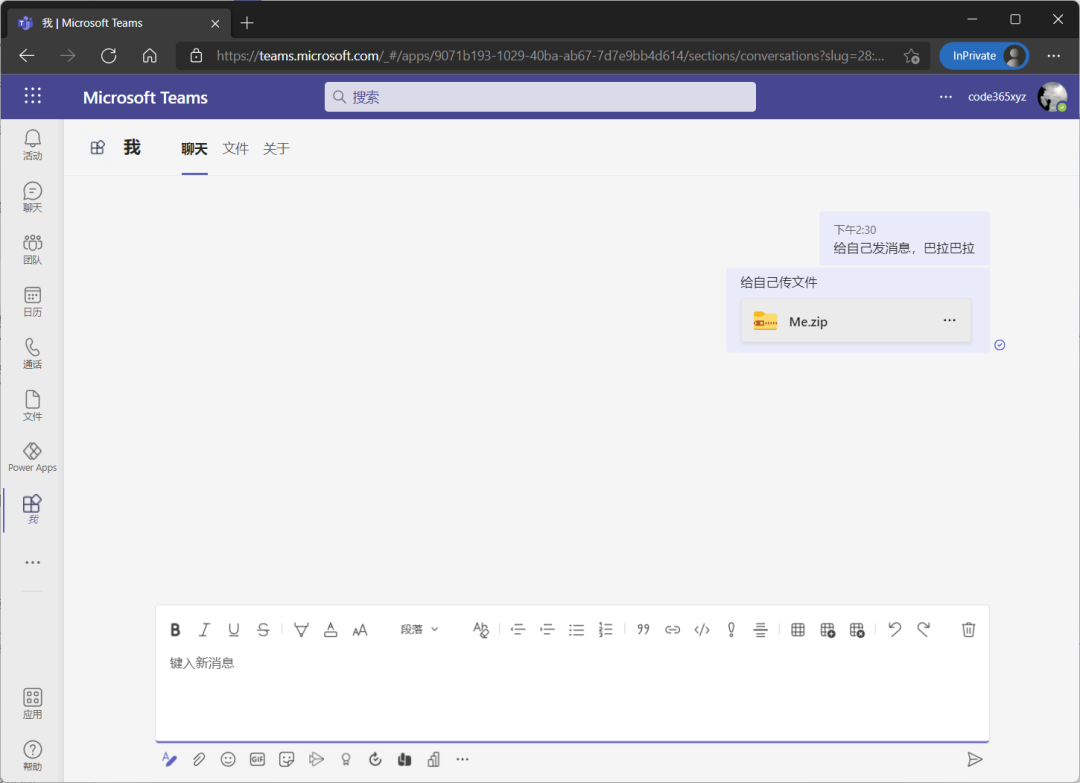 我 | Microsoft Teams
https://teams.microsoft.com/_#/apps/9071b193-1029-40ba-ab67-7d7e9bb4d614/sections/conversations?slug=28:...
InPrivate
Microsoft Teams
搜索
code365xyz
活动
聊天
团队
日历
通话
文件
Power Apps
我
应用
帮助
我
聊天 文件 关于
下午2:30
给自己发消息，巴拉巴拉
给自己传文件
Me.zip
段落
键入新消息
GIF